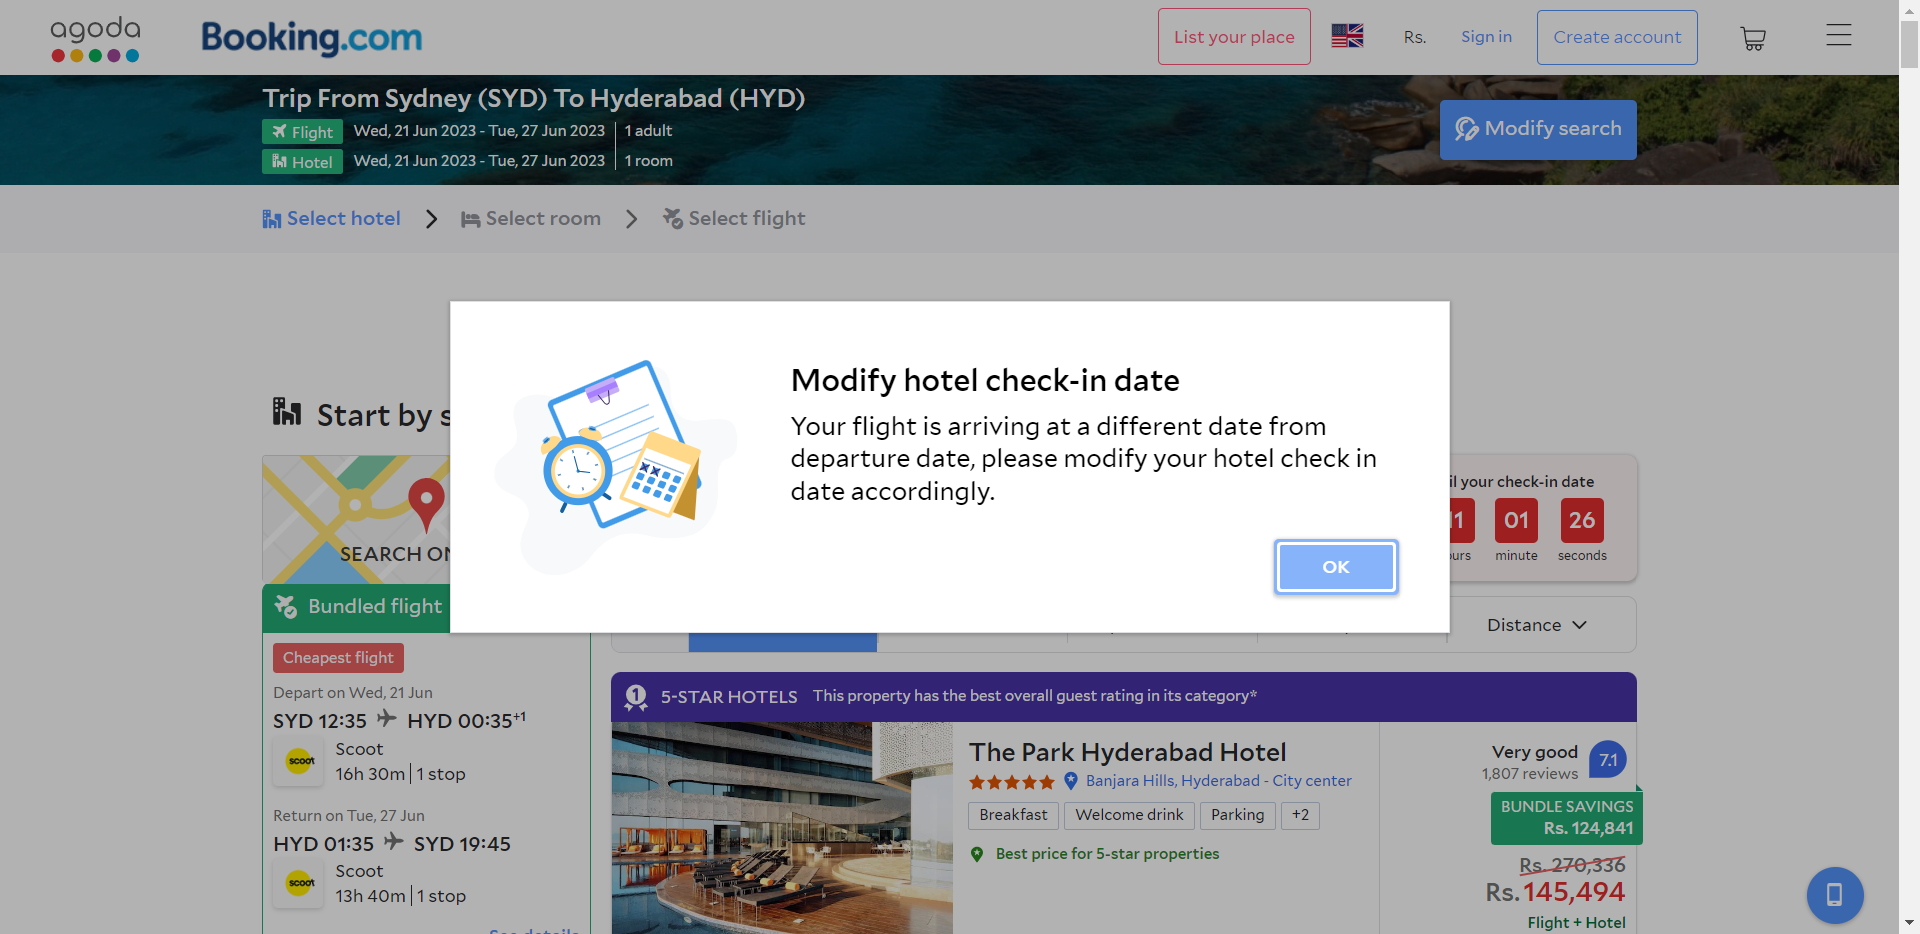 agoda
Booking.com
List your place
Rs.
Sign in
Create account
Trip From Sydney (SYD) To Hyderabad (HYD)
Flight Wed, 21 Jun 2023 - Tue, 27 Jun 2023 1 adult
Hotel Wed, 21 Jun 2023 - Tue, 27 Jun 2023 1 room
Modify search
Select hotel
Select room
Select flight
Modify hotel check-in date
Your flight is arriving at a different date from
departure date, please modify your hotel check in
date accordingly.
OK
Start by
your check-in date
01
26
minute
seconds
SEARCH
Bundled flight
Distance
Cheapest flight
Depart on Wed, 21 Jun
SYD 12:35 HYD 00:35+1
scoot
Scoot
16h 30m 1 stop
Return on Tue, 27 Jun
HYD 01:35 SYD 19:45
scoot
Scoot
13h 40m 1 stop
1
5-STAR HOTELS This property has the best overall guest rating in its category*
The Park Hyderabad Hotel
Banjara Hills, Hyderabad - City center
Breakfast
Welcome drink
Parking
+2
Best price for 5-star properties
Very good
1,807 reviews
7.1
BUNDLE SAVINGS
Rs. 124,841
Rs. 270,336
Rs. 145,494
Flight + Hotel